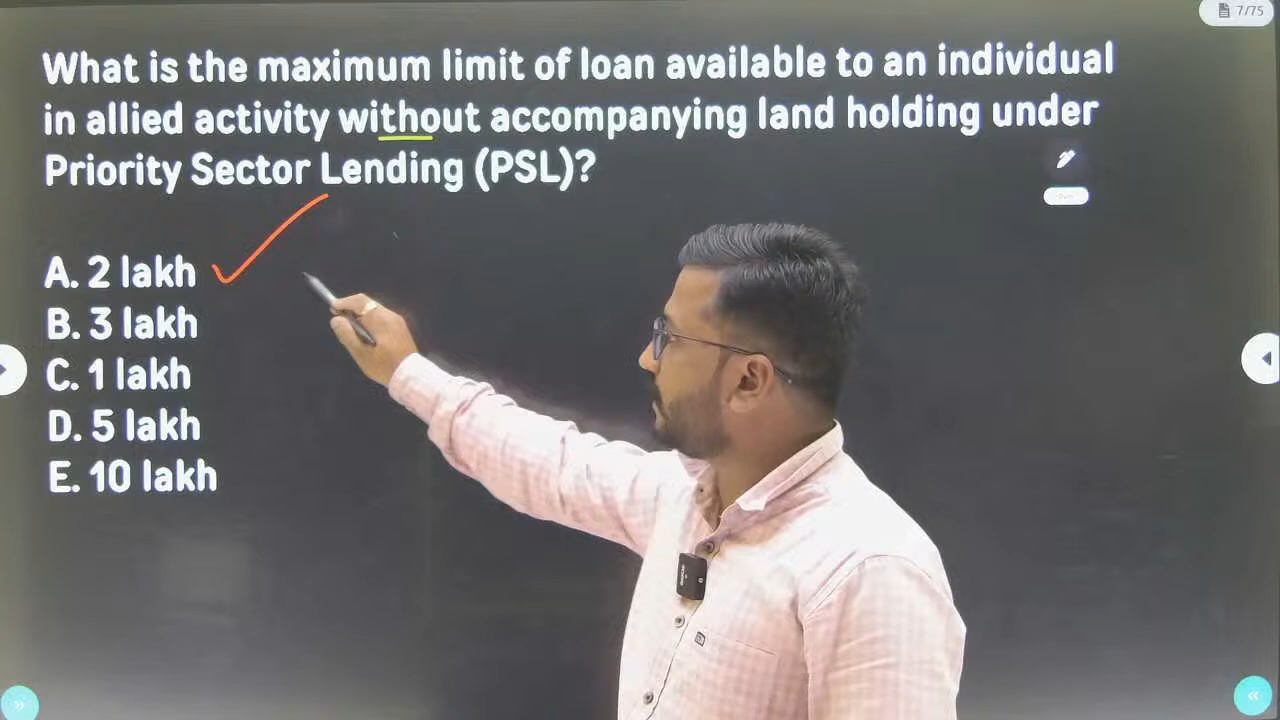 7/75
What is the maximum limit of loan available to an individual
in allied activity without accompanying land holding under
Priority Sector Lending (PSL)?
A. 2 lakh
B. 3 lakh
C. 1 lakh
D. 5 lakh
E. 10 lakh